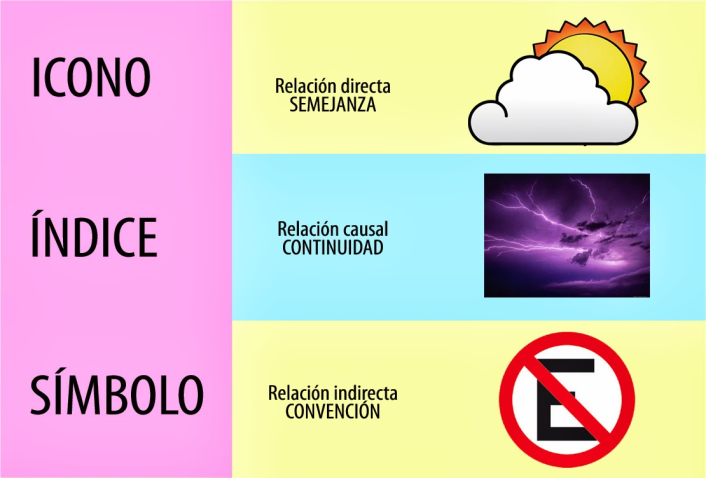 ICONO
Relación directa
SEMEJANZA
ÍNDICE
Relación causal
CONTINUIDAD
SÍMBOLO
Relación indirecta
CONVENCIÓN
E